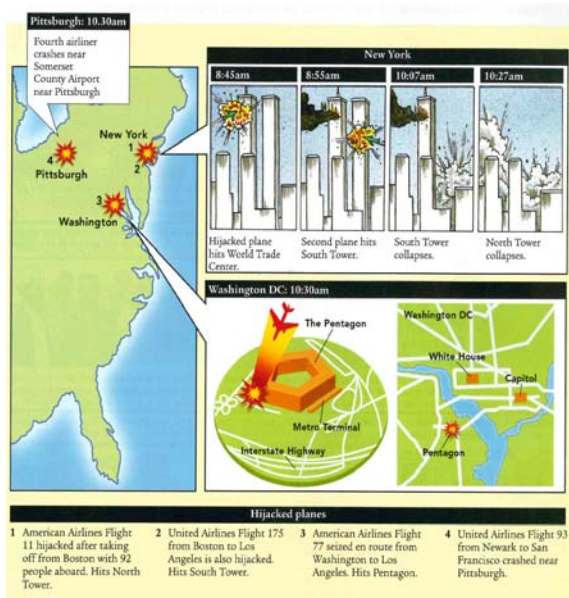 Pittsburgh: 10.30am
Fourth airliner
crashes near
Somerset
County Airport
near Pittsburgh
New York
1
2
4
Pittsburgh
3
Washington
New York
8:45am
8:55am
10:07am
10:27am
Hijacked plane
hits World Trade
Center.
Second plane hits
South Tower.
South Tower
collapses.
North Tower
collapses.
Washington DC: 10:30am
The Pentagon
Metro Terminal
Interstate Highway
Washington DC
White House
Capitol
Pentagon
Hijacked planes
1 American Airlines Flight
11 hijacked after taking
off from Boston with 92
people aboard. Hits North
Tower.
2 United Airlines Flight 175
from Boston to Los
Angeles is also hijacked.
Hits South Tower.
3 American Airlines Flight
77 seized en route from
Washington to Los
Angeles. Hits Pentagon.
4 United Airlines Flight 93
from Newark to San
Francisco crashed near
Pittsburgh.